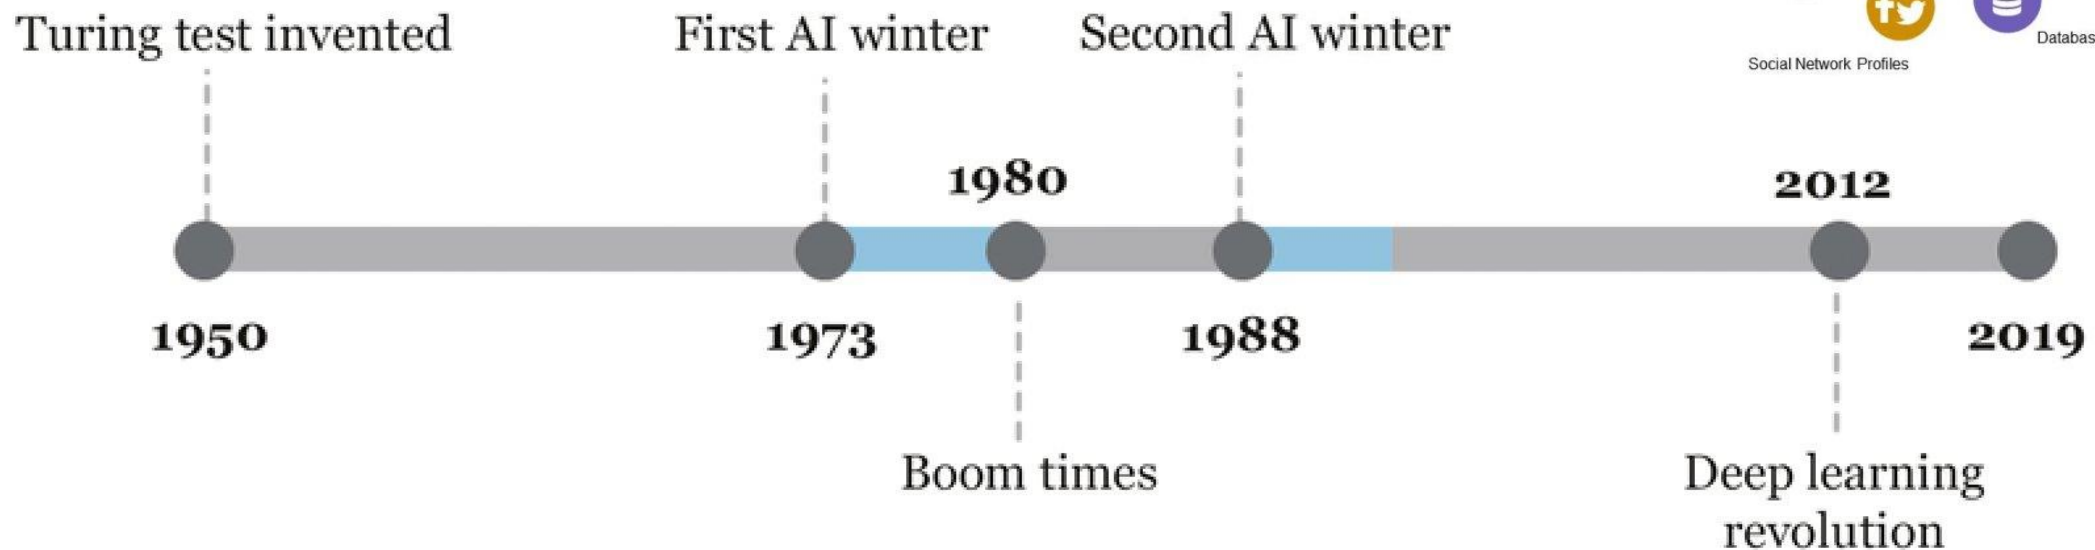 Turing test invented
First AI winter
Second AI winter
Databas
Social Network Profiles
1980
2012
1950
1973
1988
2019
Boom times
Deep learning
revolution